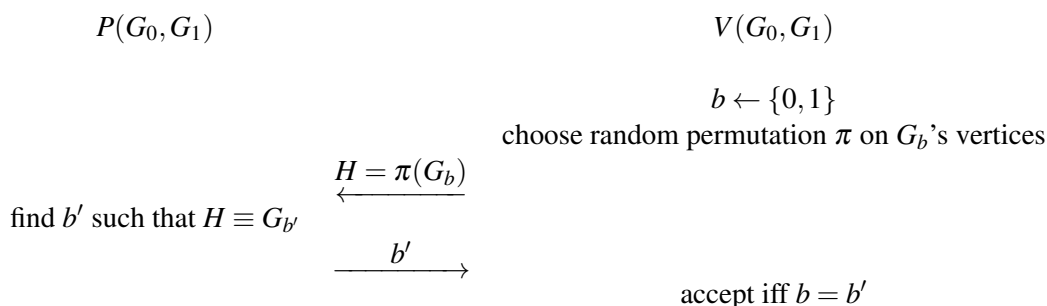 P(G₀, G₁) V(G₀, G₁)
b ← {0, 1}
choose random permutation π on G_b's vertices
H = π(G_b)
find b′ such that H ≡ G_b′
b′
accept iff b = b′